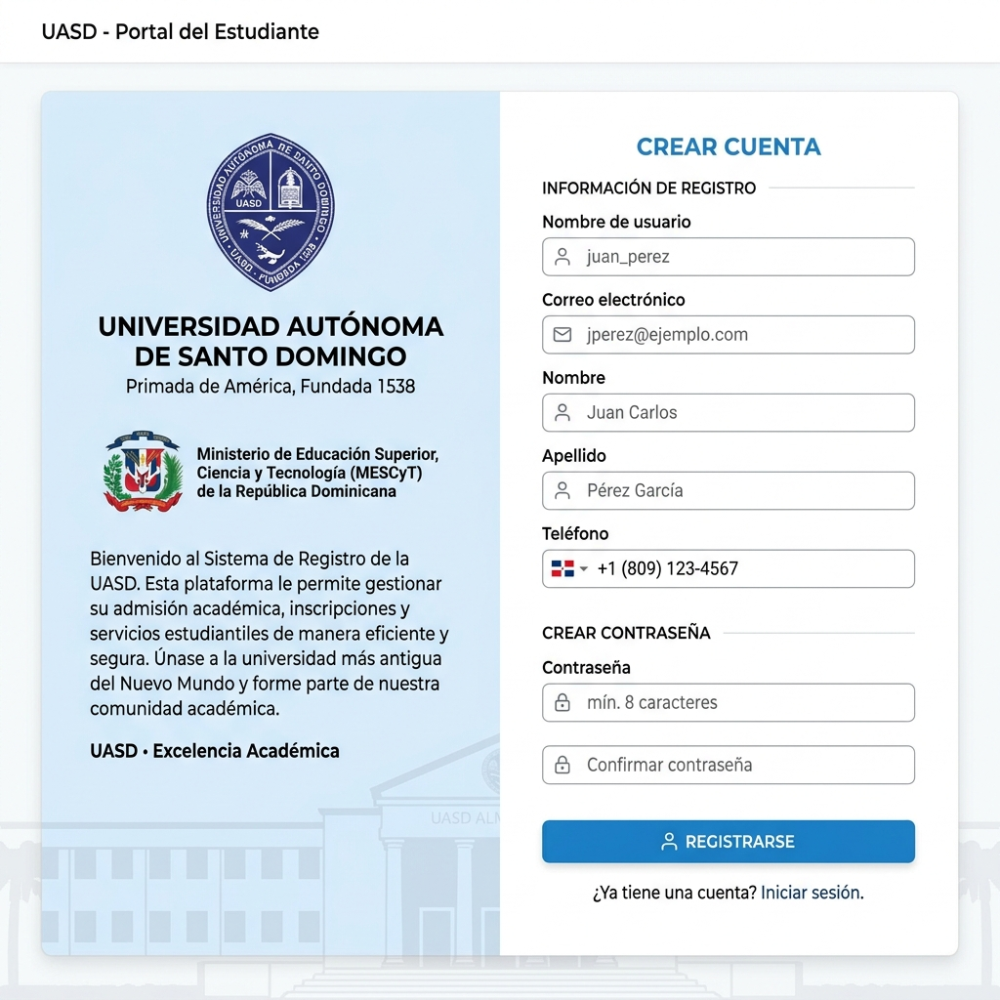 UASD - Portal del Estudiante
UNIVERSIDAD AUTÓNOMA DE SANTO DOMINGO
UASD
UASD · FUNDADA 1538
UNIVERSIDAD AUTÓNOMA
DE SANTO DOMINGO
Primada de América, Fundada 1538
Ministerio de Educación Superior,
Ciencia y Tecnología (MESCyT)
de la República Dominicana
Bienvenido al Sistema de Registro de la
UASD. Esta plataforma le permite gestionar
su admisión académica, inscripciones y
servicios estudiantiles de manera eficiente y
segura. Únase a la universidad más antigua
del Nuevo Mundo y forme parte de nuestra
comunidad académica.
UASD • Excelencia Académica
UASD
CREAR CUENTA
INFORMACIÓN DE REGISTRO
Nombre de usuario
juan_perez
Correo electrónico
jperez@ejemplo.com
Nombre
Juan Carlos
Apellido
Pérez García
Teléfono
+1 (809) 123-4567
CREAR CONTRASEÑA
Contraseña
mín. 8 caracteres
Confirmar contraseña
REGISTRARSE
¿Ya tiene una cuenta? Iniciar sesión.